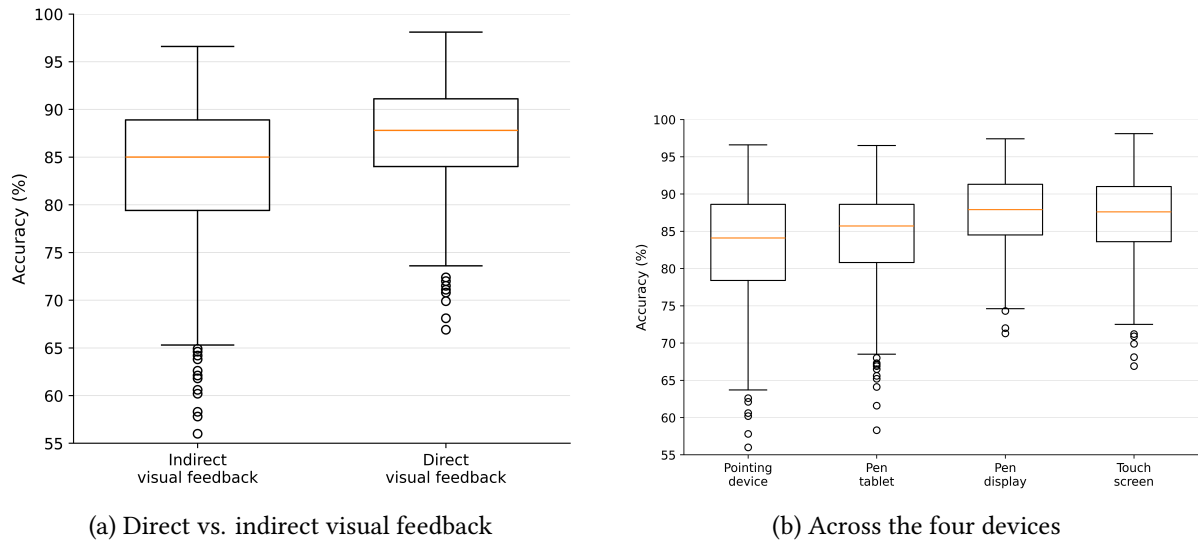 100
95
90
85
80
75
70
65
60
55
Accuracy (%)
Indirect
visual feedback
Direct
visual feedback
(a) Direct vs. indirect visual feedback
100
95
90
85
80
75
70
65
60
55
Accuracy (%)
Pointing
device
Pen
tablet
Pen
display
Touch
screen
(b) Across the four devices